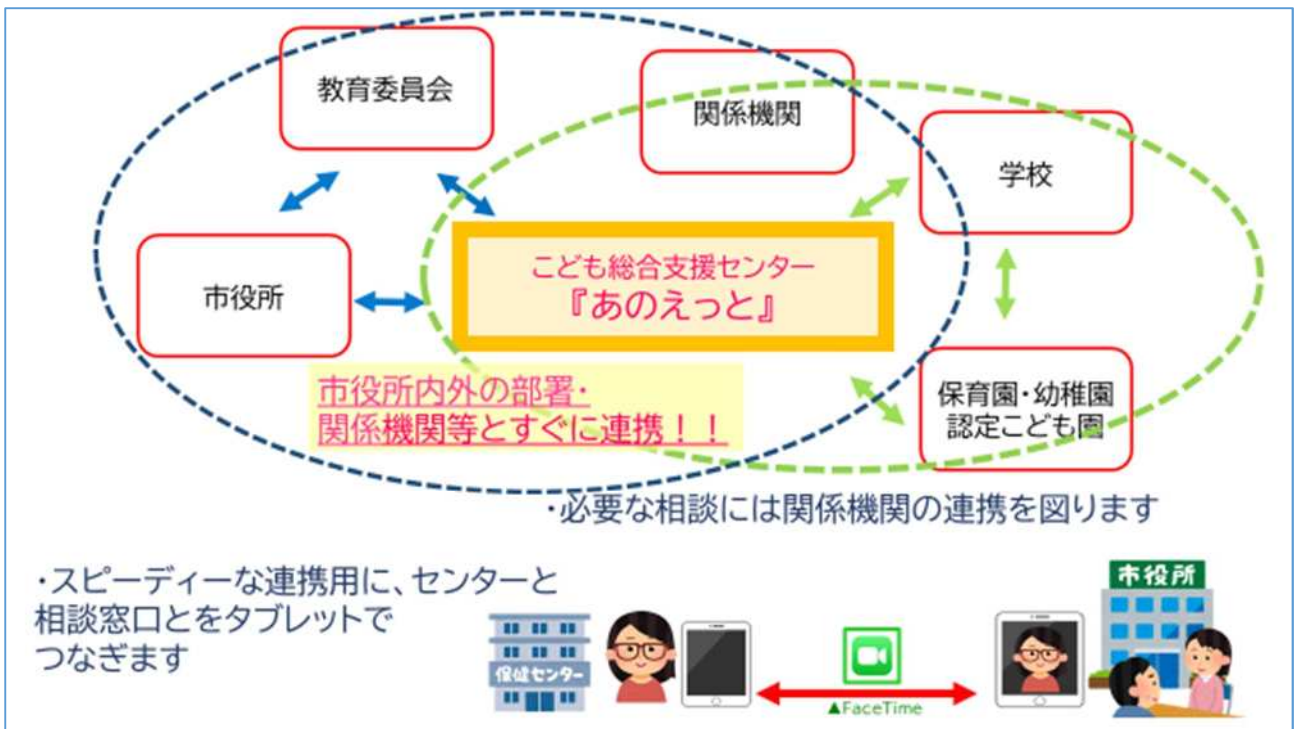 教育委員会
関係機関
学校
市役所
こども総合支援センター
『あのえっと』
市役所内外の部署・
関係機関等とすぐに連携！！
保育園・幼稚園
認定こども園
・必要な相談には関係機関の連携を図ります
・スピーディーな連携用に、センターと
相談窓口とをタブレットで
つなぎます
保健センター
▲FaceTime
市役所